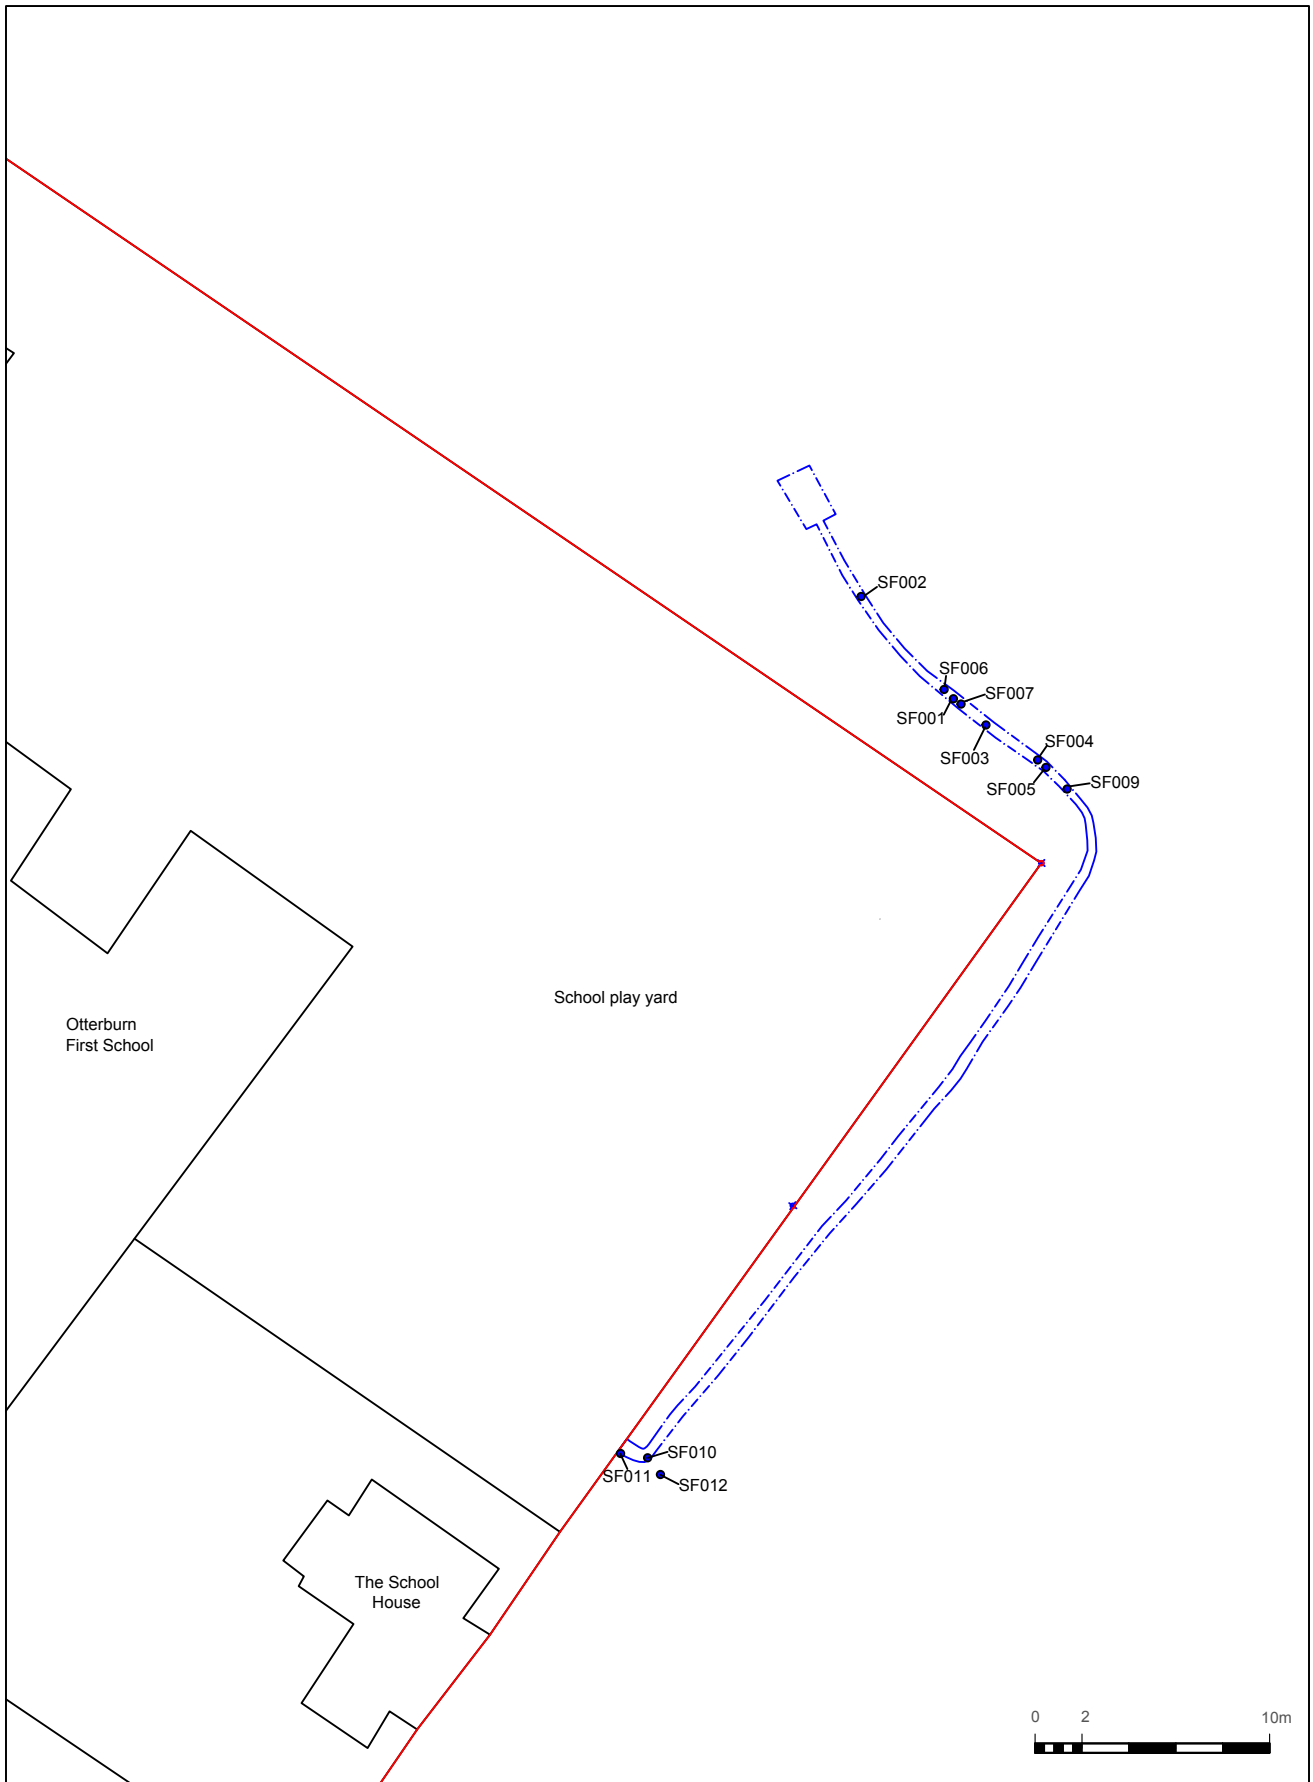 SF002
SF006
SF007
SF001
SF003
SF004
SF005
SF009
School play yard
Otterburn
First School
SF010
SF011
SF012
The School
House
0 2 10m